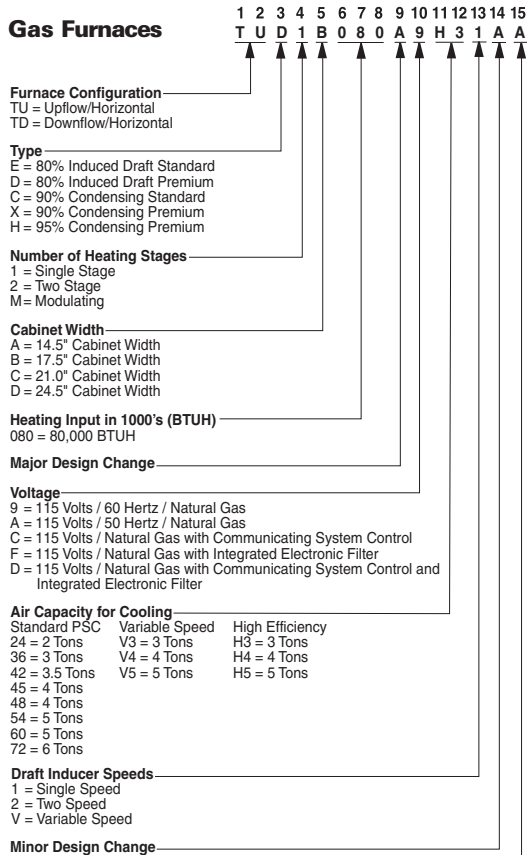 Gas Furnaces
1 2 3 4 5 6 7 8 9 10 11 12 13 14 15
T U D 1 B 0 8 0 A 9 H 3 1 A A
Furnace Configuration
TU = Upflow/Horizontal
TD = Downflow/Horizontal
Type
E = 80% Induced Draft Standard
D = 80% Induced Draft Premium
C = 90% Condensing Standard
X = 90% Condensing Premium
H = 95% Condensing Premium
Number of Heating Stages
1 = Single Stage
2 = Two Stage
M= Modulating
Cabinet Width
A = 14.5" Cabinet Width
B = 17.5" Cabinet Width
C = 21.0" Cabinet Width
D = 24.5" Cabinet Width
Heating Input in 1000's (BTUH)
080 = 80,000 BTUH
Major Design Change
Voltage
9 = 115 Volts / 60 Hertz / Natural Gas
A = 115 Volts / 50 Hertz / Natural Gas
C = 115 Volts / Natural Gas with Communicating System Control
F = 115 Volts / Natural Gas with Integrated Electronic Filter
D = 115 Volts / Natural Gas with Communicating System Control and
Integrated Electronic Filter
Air Capacity for Cooling
Standard PSC Variable Speed High Efficiency
24 = 2 Tons V3 = 3 Tons H3 = 3 Tons
36 = 3 Tons V4 = 4 Tons H4 = 4 Tons
42 = 3.5 Tons V5 = 5 Tons H5 = 5 Tons
45 = 4 Tons
48 = 4 Tons
54 = 5 Tons
60 = 5 Tons
72 = 6 Tons
Draft Inducer Speeds
1 = Single Speed
2 = Two Speed
V = Variable Speed
Minor Design Change